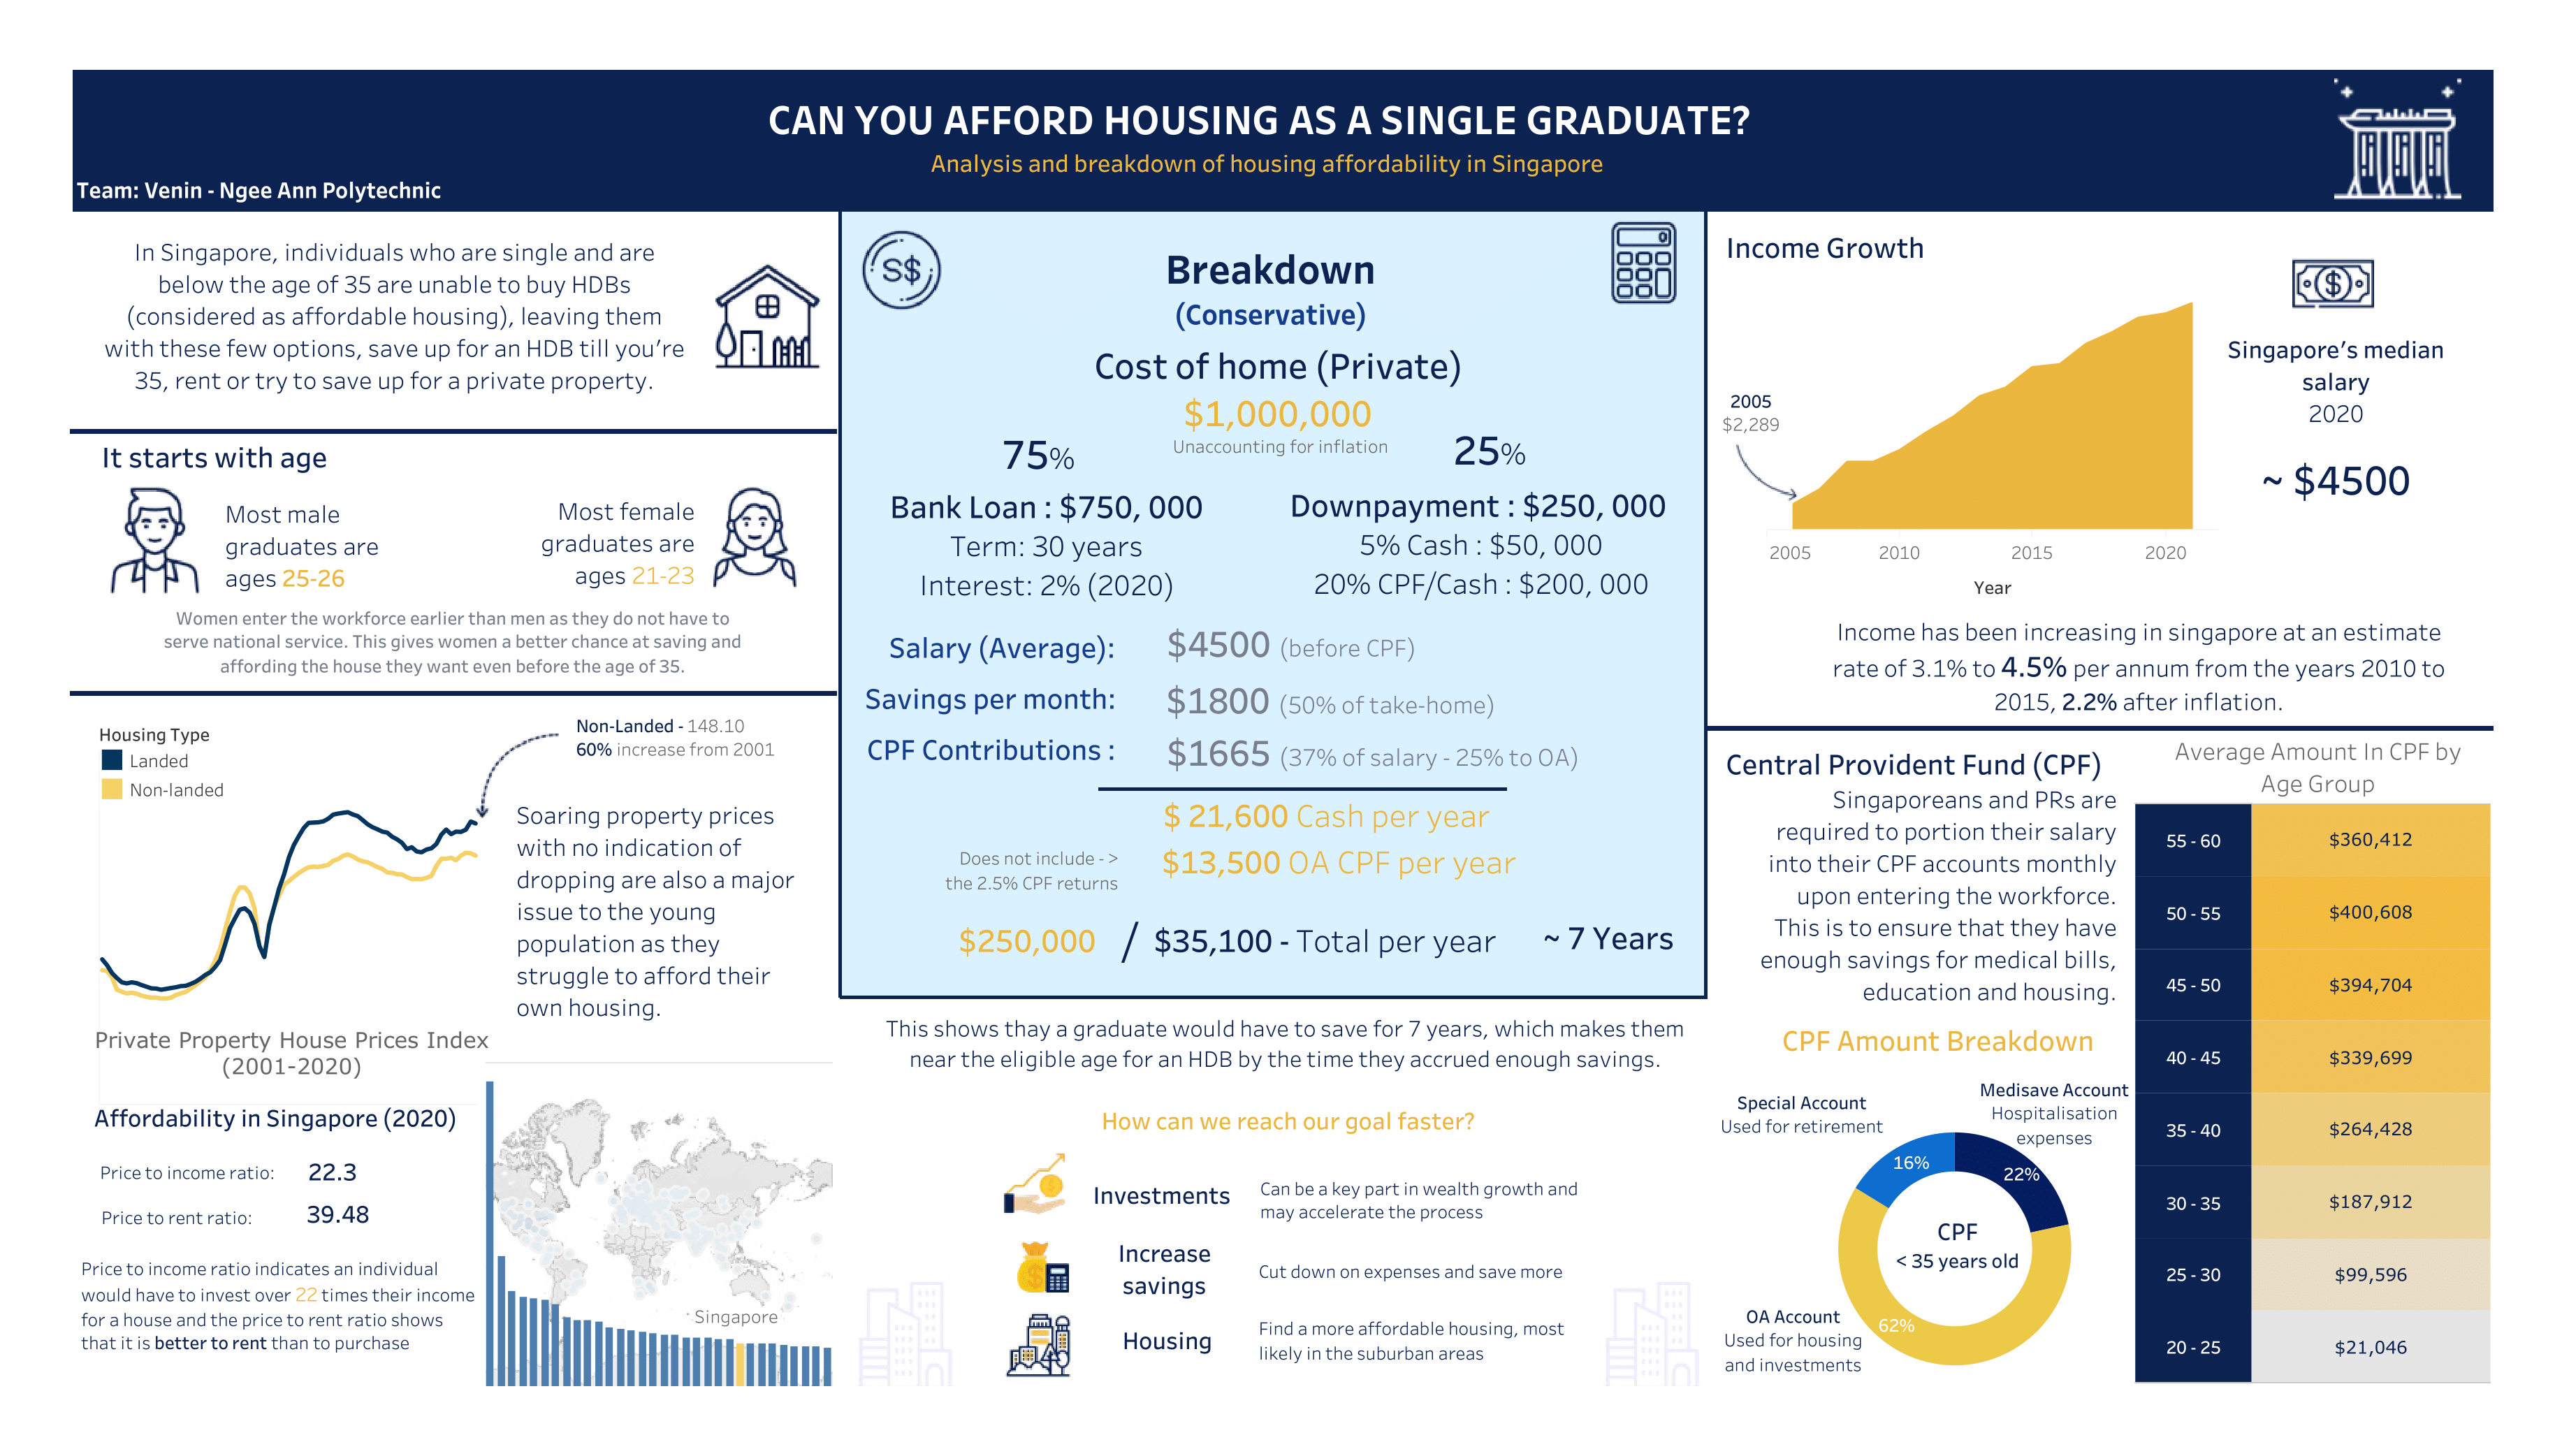 CAN YOU AFFORD HOUSING AS A SINGLE GRADUATE?
Analysis and breakdown of housing affordability in Singapore
Team: Venin - Ngee Ann Polytechnic
In Singapore, individuals who are single and are
below the age of 35 are unable to buy HDBs
(considered as affordable housing), leaving them
with these few options, save up for an HDB till you're
35, rent or try to save up for a private property.
It starts with age
Most male
graduates are
ages 25-26
Most female
graduates are
ages 21-23
Women enter the workforce earlier than men as they do not have to
serve national service. This gives women a better chance at saving and
affording the house they want even before the age of 35.
Housing Type
Landed
Non-landed
Non-Landed - 148.10
60% increase from 2001
Soaring property prices
with no indication of
dropping are also a major
issue to the young
population as they
struggle to afford their
own housing.
Private Property House Prices Index
(2001-2020)
Affordability in Singapore (2020)
Price to income ratio: 22.3
Price to rent ratio: 39.48
Price to income ratio indicates an individual
would have to invest over 22 times their income
for a house and the price to rent ratio shows
that it is better to rent than to purchase
Singapore
S$
Breakdown
(Conservative)
Cost of home (Private)
$1,000,000
Unaccounting for inflation
75%
Bank Loan : $750, 000
Term: 30 years
Interest: 2% (2020)
25%
Downpayment : $250, 000
5% Cash : $50, 000
20% CPF/Cash : $200, 000
Salary (Average): $4500 (before CPF)
Savings per month: $1800 (50% of take-home)
CPF Contributions : $1665 (37% of salary - 25% to OA)
$ 21,600 Cash per year
$13,500 OA CPF per year
Does not include - >
the 2.5% CPF returns
$250,000 / $35,100 - Total per year ~ 7 Years
This shows thay a graduate would have to save for 7 years, which makes them
near the eligible age for an HDB by the time they accrued enough savings.
How can we reach our goal faster?
Investments
Can be a key part in wealth growth and
may accelerate the process
Increase
savings
Cut down on expenses and save more
Housing
Find a more affordable housing, most
likely in the suburban areas
Income Growth
2005
$2,289
2005 2010 2015 2020
Year
$
Singapore's median
salary
2020
~ $4500
Income has been increasing in singapore at an estimate
rate of 3.1% to 4.5% per annum from the years 2010 to
2015, 2.2% after inflation.
Central Provident Fund (CPF)
Singaporeans and PRs are
required to portion their salary
into their CPF accounts monthly
upon entering the workforce.
This is to ensure that they have
enough savings for medical bills,
education and housing.
CPF Amount Breakdown
Special Account
Used for retirement
Medisave Account
Hospitalisation
expenses
16%
22%
CPF
< 35 years old
OA Account
Used for housing
and investments
62%
Average Amount In CPF by
Age Group
55 - 60 $360,412
50 - 55 $400,608
45 - 50 $394,704
40 - 45 $339,699
35 - 40 $264,428
30 - 35 $187,912
25 - 30 $99,596
20 - 25 $21,046